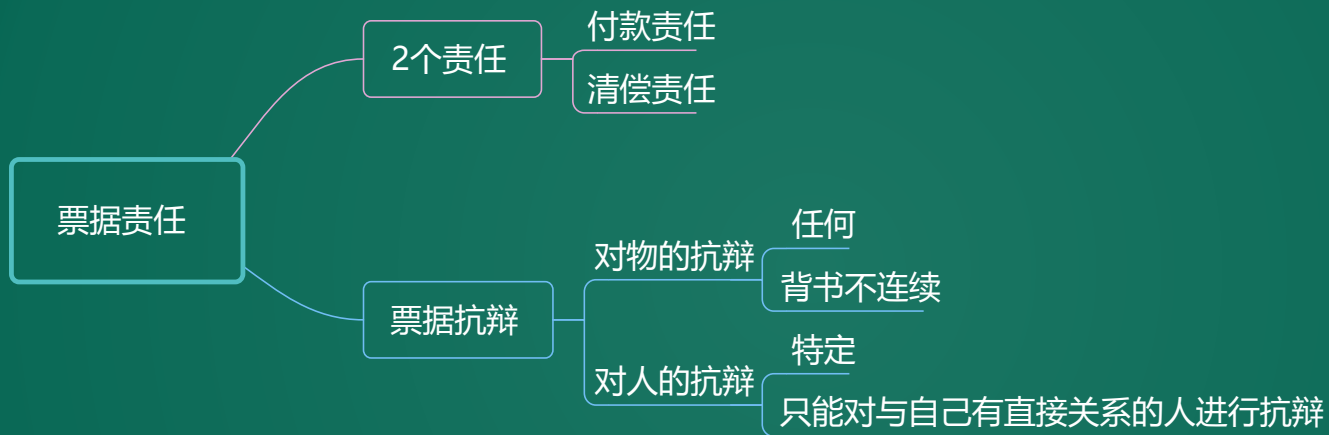 付款责任
2个责任
清偿责任
票据责任
任何
对物的抗辩
背书不连续
票据抗辩
特定
对人的抗辩
只能对与自己有直接关系的人进行抗辩